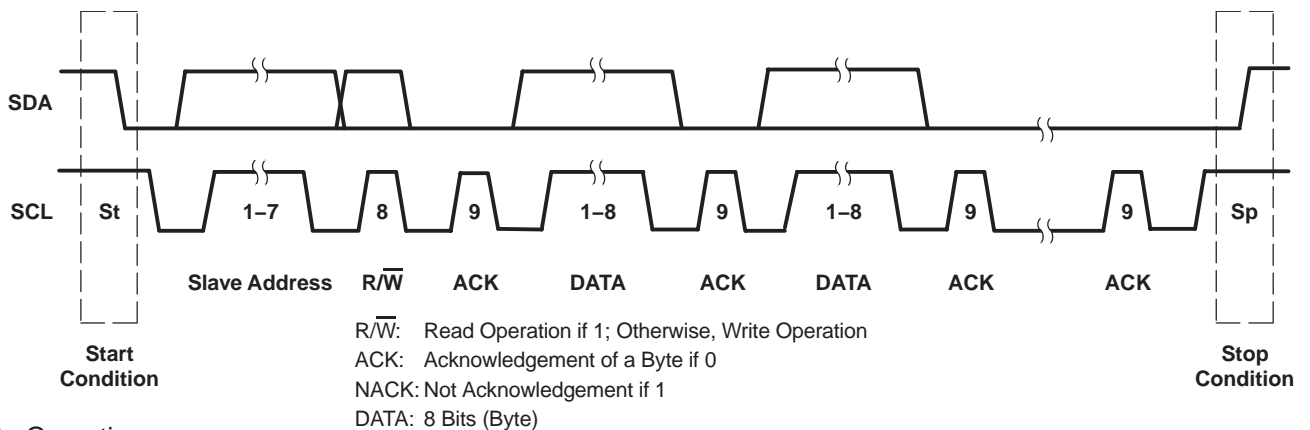 SDA
SCL St 1–7 8 9 1–8 9 1–8 9 9 Sp
Slave Address R/W̅ ACK DATA ACK DATA ACK ACK
Start
Condition
Stop
Condition
R/W̅: Read Operation if 1; Otherwise, Write Operation
ACK: Acknowledgement of a Byte if 0
NACK: Not Acknowledgement if 1
DATA: 8 Bits (Byte)